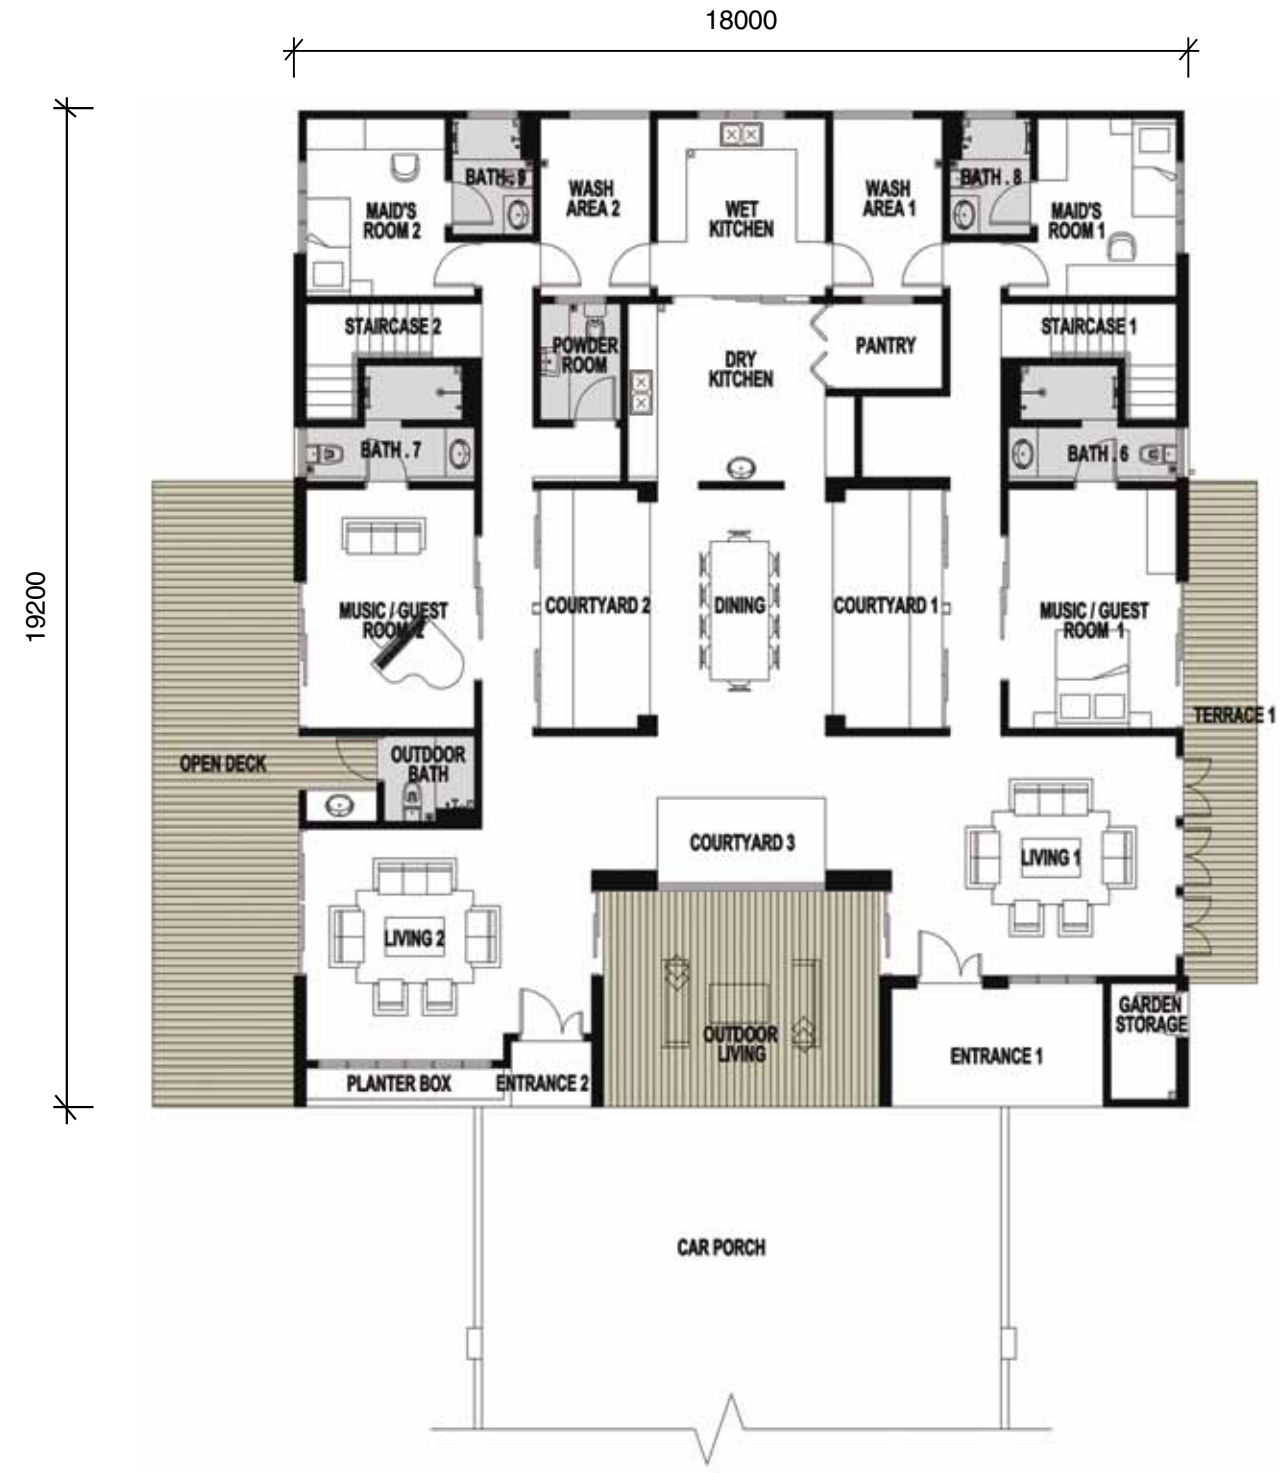 18000
19200
BATH . 9
BATH . 8
WASH
AREA 2
WET
KITCHEN
WASH
AREA 1
MAID'S
ROOM 2
MAID'S
ROOM 1
STAIRCASE 2
STAIRCASE 1
POWDER
ROOM
DRY
KITCHEN
PANTRY
BATH . 7
BATH . 6
MUSIC / GUEST
ROOM 2
COURTYARD 2
DINING
COURTYARD 1
MUSIC / GUEST
ROOM 1
TERRACE 1
OPEN DECK
OUTDOOR
BATH
COURTYARD 3
LIVING 1
LIVING 2
GARDEN
STORAGE
OUTDOOR
LIVING
ENTRANCE 1
PLANTER BOX
ENTRANCE 2
CAR PORCH